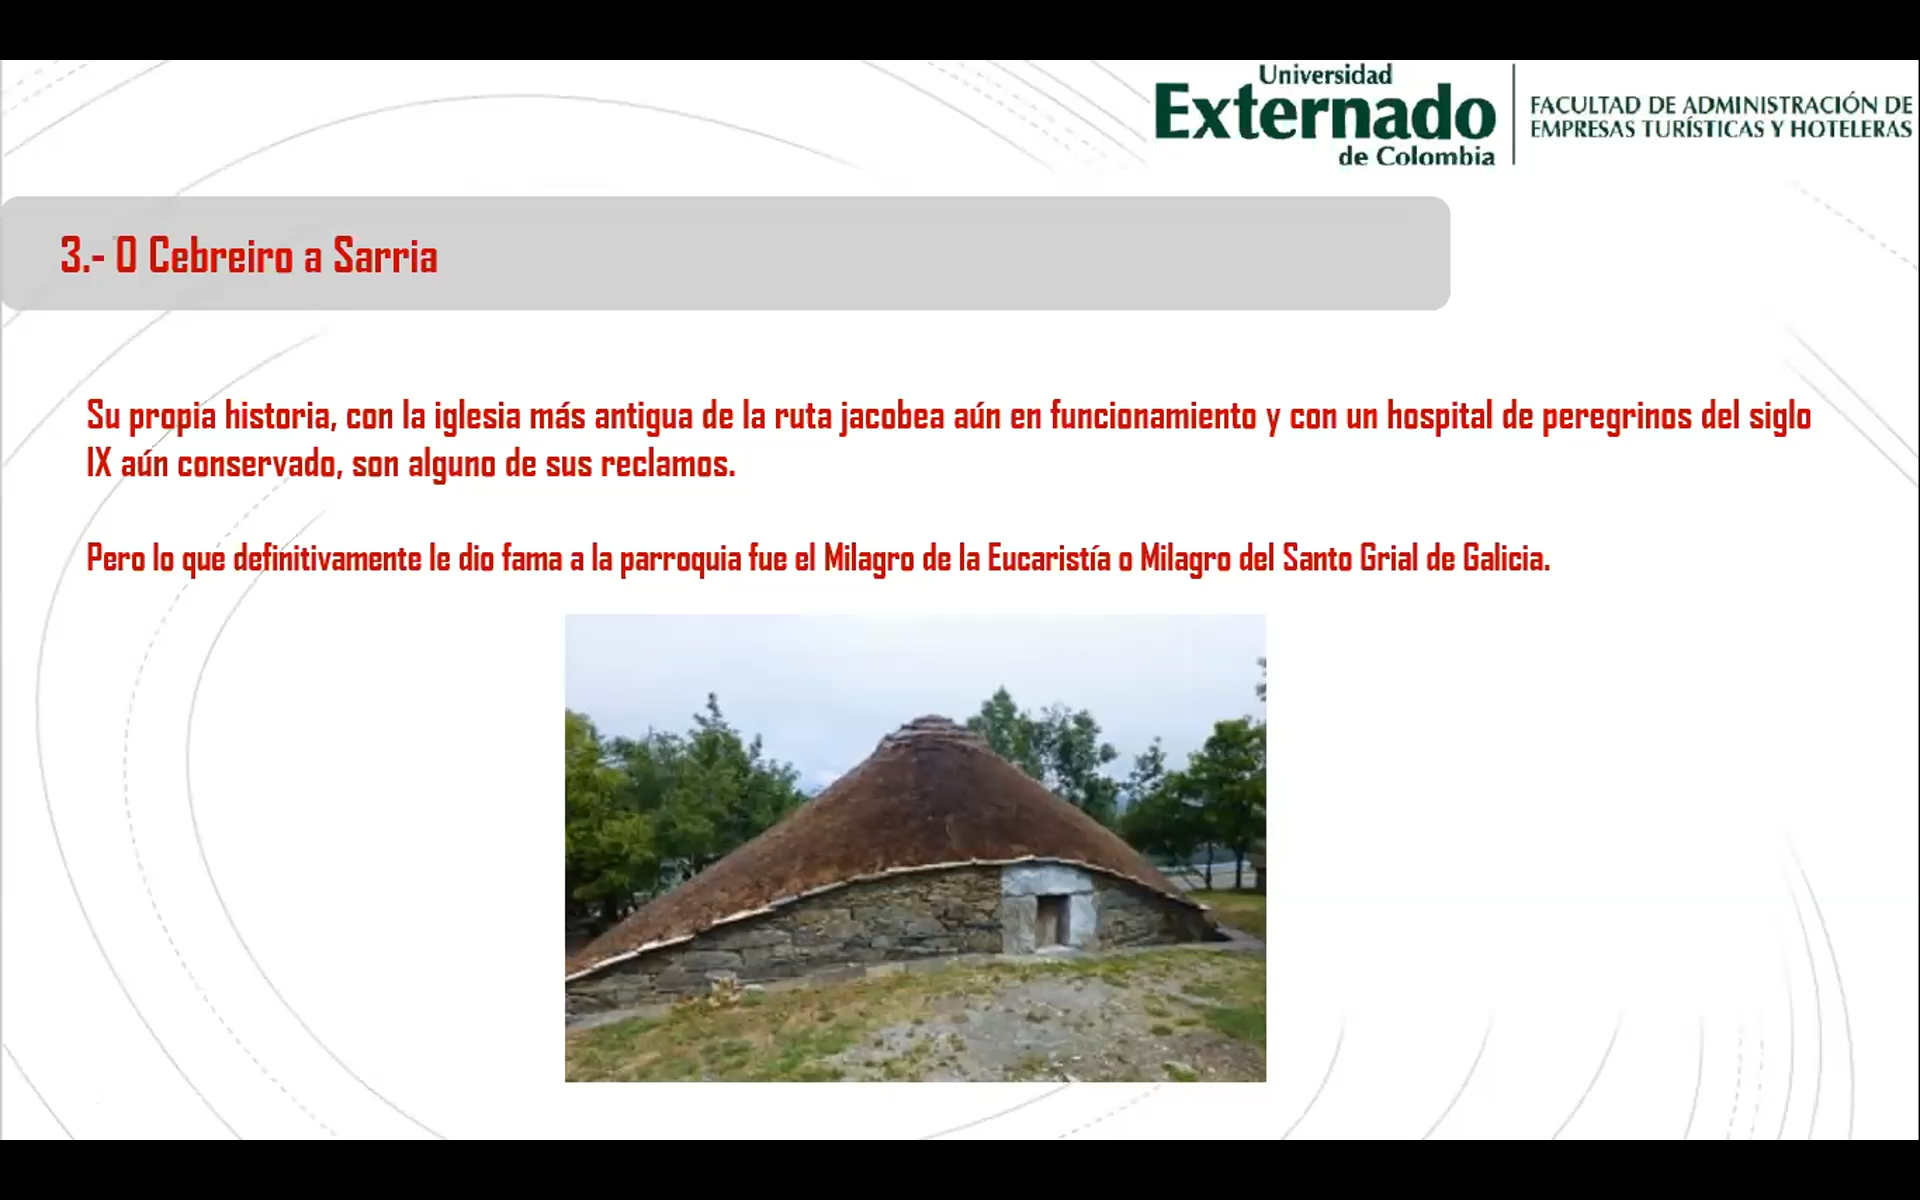 Universidad
Externado
de Colombia
FACULTAD DE ADMINISTRACIÓN DE
EMPRESAS TURÍSTICAS Y HOTELERAS
3.- O Cebreiro a Sarria
Su propia historia, con la iglesia más antigua de la ruta jacobea aún en funcionamiento y con un hospital de peregrinos del siglo
IX aún conservado, son alguno de sus reclamos.
Pero lo que definitivamente le dio fama a la parroquia fue el Milagro de la Eucaristía o Milagro del Santo Grial de Galicia.